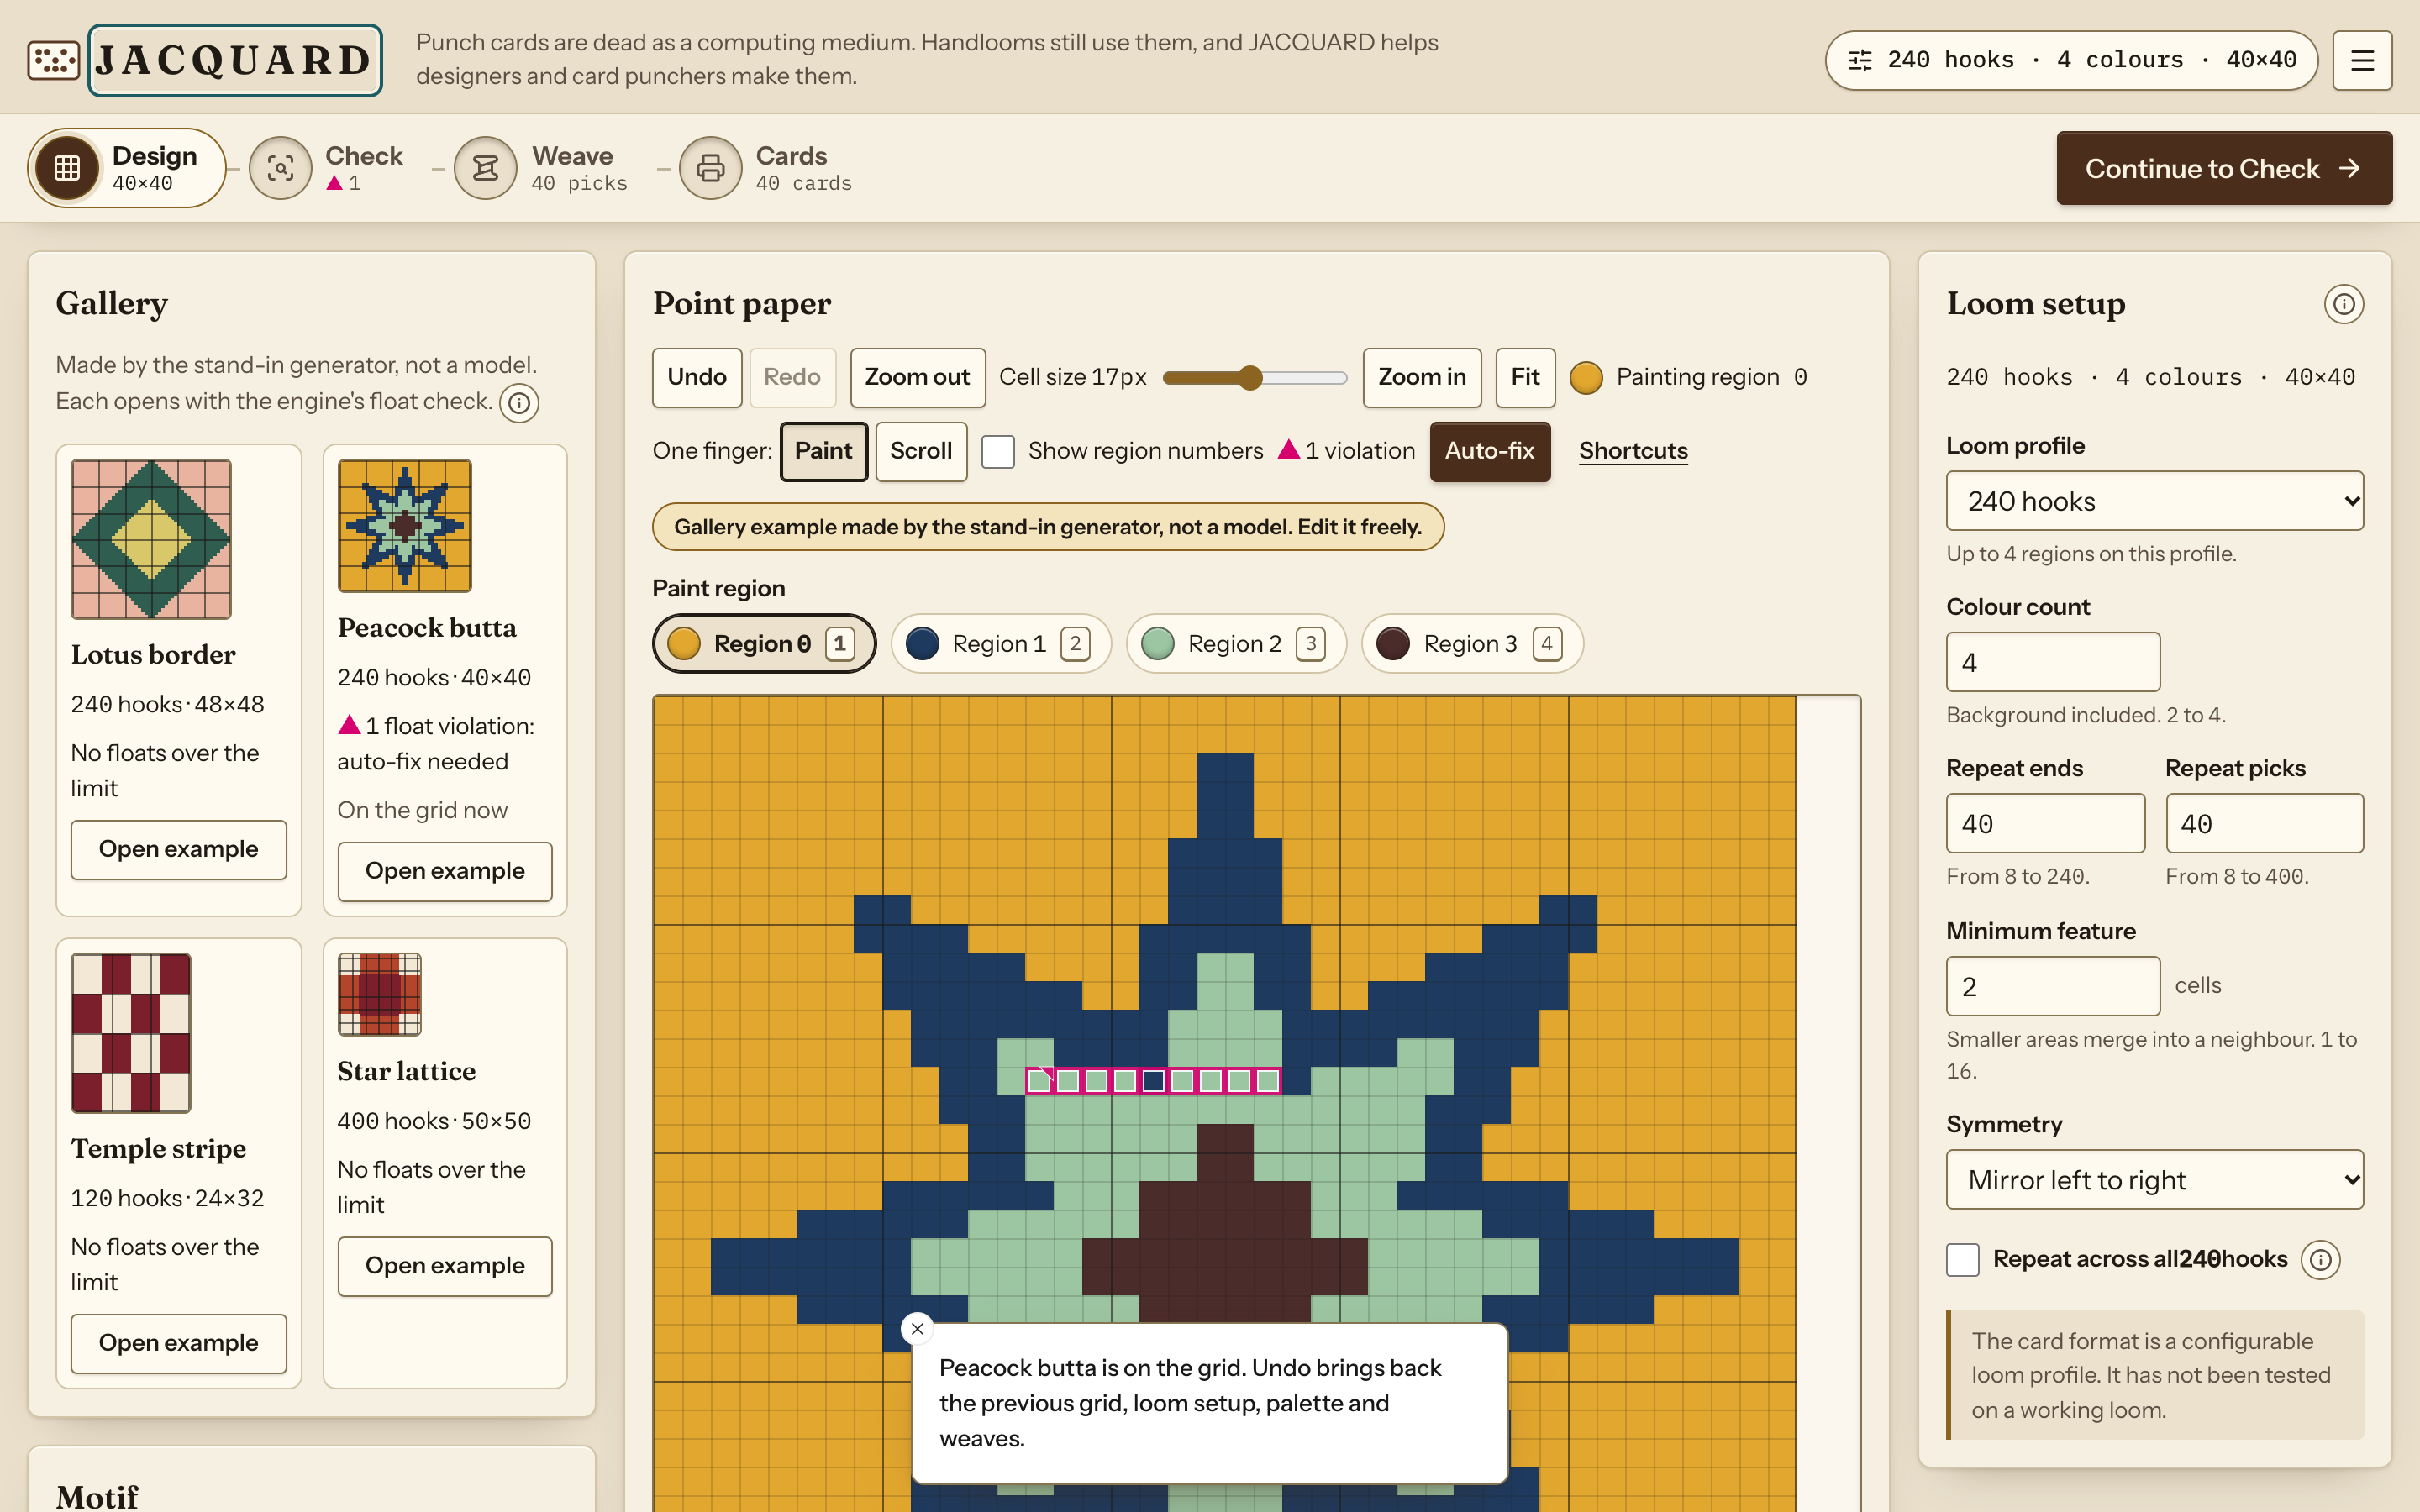 JACQUARD
Punch cards are dead as a computing medium. Handlooms still use them, and JACQUARD helps
designers and card punchers make them.
240 hooks · 4 colours · 40×40
Design
40×40
Check
1
Weave
40 picks
Cards
40 cards
Continue to Check
Gallery
Made by the stand-in generator, not a model.
Each opens with the engine's float check.
Lotus border
240 hooks · 48×48
No floats over the
limit
Open example
Peacock butta
240 hooks · 40×40
1 float violation:
auto-fix needed
On the grid now
Open example
Temple stripe
120 hooks · 24×32
No floats over the
limit
Open example
Star lattice
400 hooks · 50×50
No floats over the
limit
Open example
Motif
Point paper
Undo
Redo
Zoom out
Cell size 17px
Zoom in
Fit
Painting region 0
One finger:
Paint
Scroll
Show region numbers
1 violation
Auto-fix
Shortcuts
Gallery example made by the stand-in generator, not a model. Edit it freely.
Paint region
Region 0 1
Region 1 2
Region 2 3
Region 3 4
Peacock butta is on the grid. Undo brings back
the previous grid, loom setup, palette and
weaves.
Loom setup
240 hooks · 4 colours · 40×40
Loom profile
240 hooks
Up to 4 regions on this profile.
Colour count
4
Background included. 2 to 4.
Repeat ends
40
From 8 to 240.
Repeat picks
40
From 8 to 400.
Minimum feature
2
cells
Smaller areas merge into a neighbour. 1 to
16.
Symmetry
Mirror left to right
Repeat across all240hooks
The card format is a configurable
loom profile. It has not been tested
on a working loom.